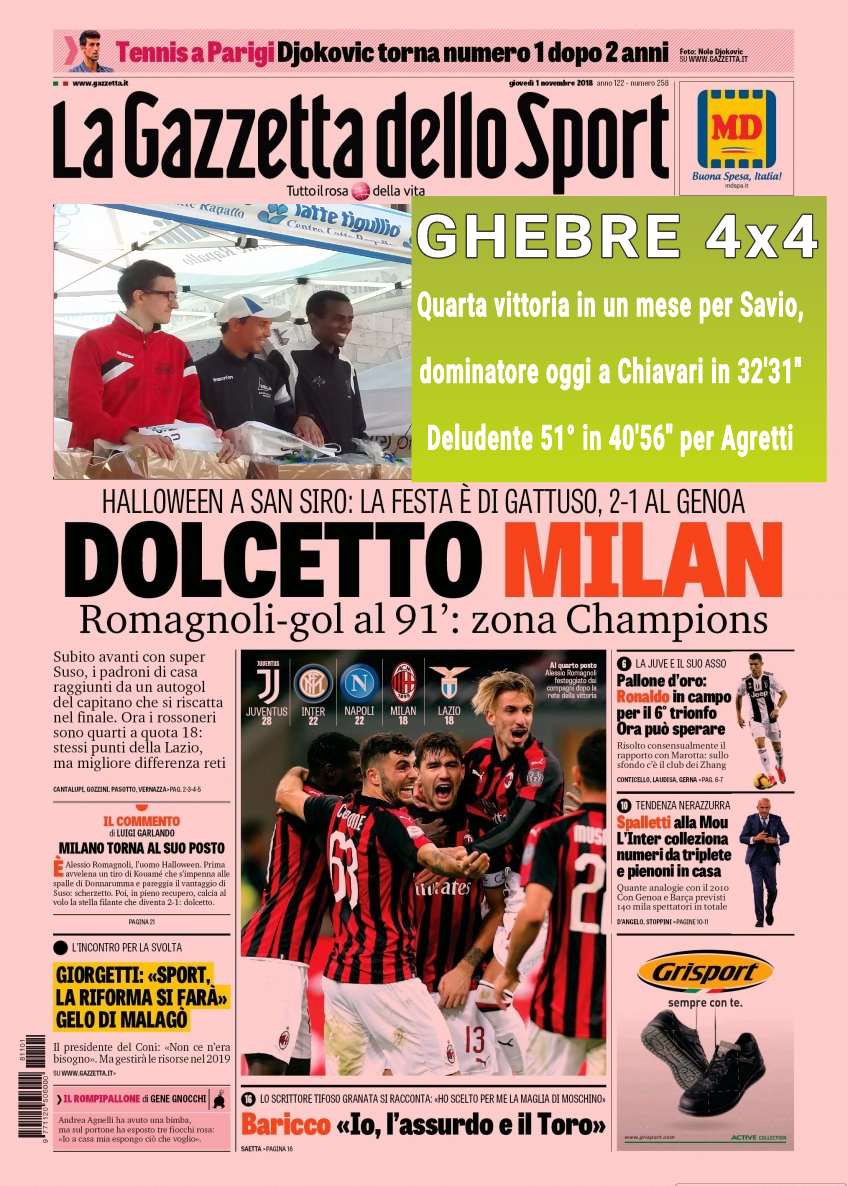 Tennis a Parigi Djokovic torna numero 1 dopo 2 anni
Foto: Nole Djokovic
SU WWW.GAZZETTA.IT
www.gazzetta.it
giovedì 1 novembre 2018 anno 122 - numero 258
La Gazzetta dello Sport
Tutto il rosa della vita
MD
Buona Spesa, Italia!
mdspa.it
Rapallo
latte tigullio
Centro Latte Rapallo
GHEBRE 4x4
Quarta vittoria in un mese per Savio,
dominatore oggi a Chiavari in 32'31"
Deludente 51° in 40'56" per Agretti
HALLOWEEN A SAN SIRO: LA FESTA È DI GATTUSO, 2-1 AL GENOA
DOLCETTO MILAN
Romagnoli-gol al 91’: zona Champions
Subito avanti con super
Suso, i padroni di casa
raggiunti da un autogol
del capitano che si riscatta
nel finale. Ora i rossoneri
sono quarti a quota 18:
stessi punti della Lazio,
ma migliore differenza reti
CANTALUPI, GOZZINI, PASOTTO, VERNAZZA ▸PAG. 2-3-4-5
IL COMMENTO
di LUIGI GARLANDO
MILANO TORNA AL SUO POSTO
È Alessio Romagnoli, l'uomo Halloween. Prima
avvelena un tiro di Kouamé che s'impenna alle
spalle di Donnarumma e pareggia il vantaggio di
Suso: scherzetto. Poi, in pieno recupero, calcia al
volo la stella filante che diventa 2-1: dolcetto.
PAGINA 21
L'INCONTRO PER LA SVOLTA
GIORGETTI: «SPORT,
LA RIFORMA SI FARÀ»
GELO DI MALAGÒ
Il presidente del Coni: «Non ce n'era
bisogno». Ma gestirà le risorse nel 2019
SU WWW.GAZZETTA.IT>
IL ROMPIPALLONE di GENE GNOCCHI
Andrea Agnelli ha avuto una bimba,
ma sul portone ha esposto tre fiocchi rosa:
«Io a casa mia espongo ciò che voglio».
81101
9 771120 506000
JUVENTUS
JUVENTUS
28
INTER
22
NAPOLI
22
MILAN
18
LAZIO
18
Al quarto posto
Alessio Romagnoli
festeggiato dai
compagni dopo la
rete della vittoria
63
Emirates
13
2
16 LO SCRITTORE TIFOSO GRANATA SI RACCONTA: «HO SCELTO PER ME LA MAGLIA DI MOSCHINO»
Baricco «Io, l’assurdo e il Toro»
SAETTA ▸PAGINA 16
6 LA JUVE E IL SUO ASSO
Pallone d’oro:
Ronaldo in campo
per il 6° trionfo
Ora può sperare
Risolto consensualmente il
rapporto con Marotta: sullo
sfondo c'è il club dei Zhang
CONTICELLO, LAUDISA, GERNA ▸PAG. 6-7
Jeep
10 TENDENZA NERAZZURRA
Spalletti alla Mou
L’Inter colleziona
numeri da triplete
e pienoni in casa
Quante analogie con il 2010
Con Genoa e Barça previsti
140 mila spettatori in totale
D'ANGELO, STOPPINI ▸PAGINE 10-11
Grisport
sempre con te.
www.grisport.com
ACTIVE COLLECTION